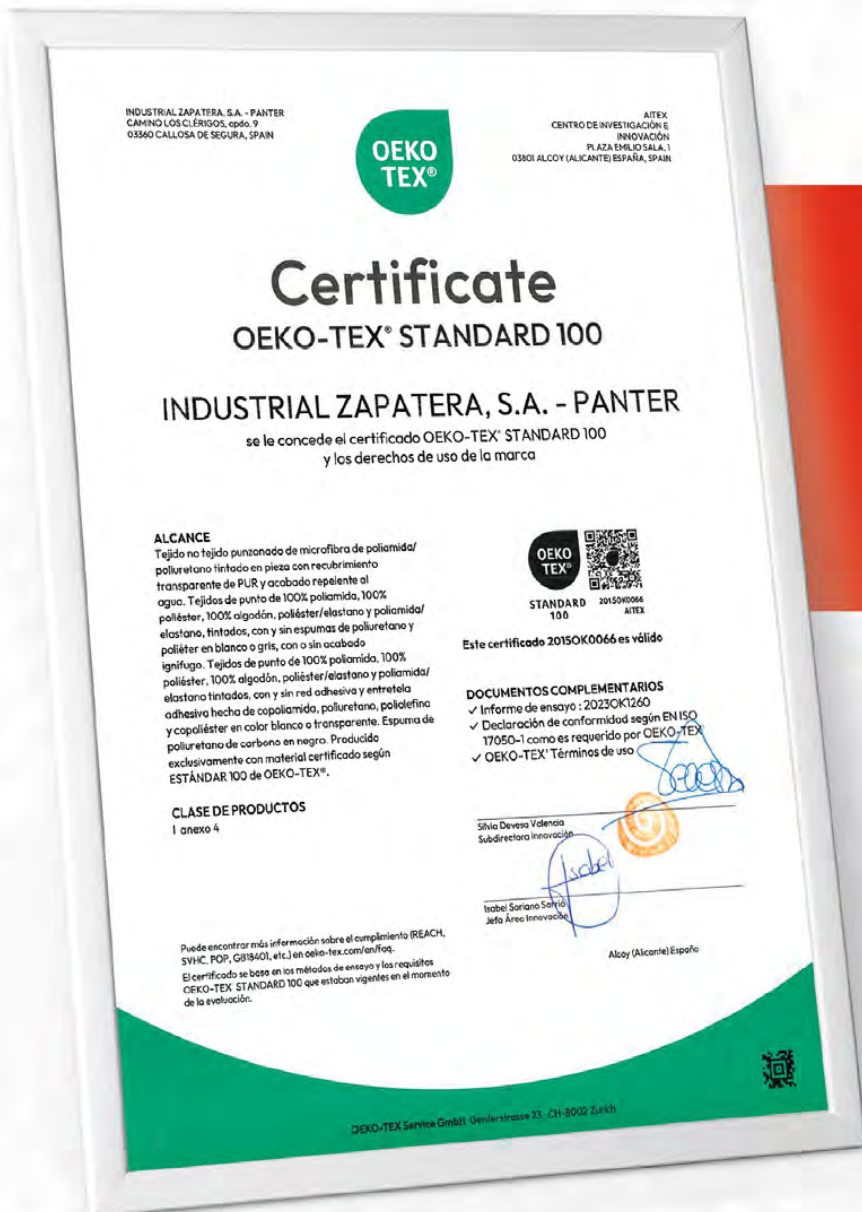 INDUSTRIAL ZAPATERA, S.A. - PANTER
CAMINO LOS CLÉRIGOS, apdo. 9
03360 CALLOSA DE SEGURA, SPAIN
OEKO
TEX®
AITEX
CENTRO DE INVESTIGACIÓN E
INNOVACIÓN
PLAZA EMILIO SALA, 1
03801 ALCOY (ALICANTE) ESPAÑA, SPAIN
Certificate
OEKO-TEX® STANDARD 100
INDUSTRIAL ZAPATERA, S.A. - PANTER
se le concede el certificado OEKO-TEX® STANDARD 100
y los derechos de uso de la marca
ALCANCE
Tejido no tejido punzonado de microfibra de poliamida/
poliuretano tintado en pieza con recubrimiento
transparente de PUR y acabado repelente al
agua. Tejidos de punto de 100% poliamida, 100%
poliéster, 100% algodón, poliéster/elastano y poliamida/
elastano, tintados, con y sin espumas de poliuretano y
poliéter en blanco o gris, con o sin acabado
ignífugo. Tejidos de punto de 100% poliamida, 100%
poliéster, 100% algodón, poliéster/elastano y poliamida/
elastano tintados, con y sin red adhesiva y entretela
adhesiva hecha de copoliamida, poliuretano, poliolefina
y copoliéster en color blanco o transparente. Espuma de
poliuretano de carbono en negro. Producido
exclusivamente con material certificado según
ESTÁNDAR 100 de OEKO-TEX®.
CLASE DE PRODUCTOS
I anexo 4
OEKO
TEX®
STANDARD
100
2015OK0066
AITEX
Este certificado 2015OK0066 es válido
DOCUMENTOS COMPLEMENTARIOS
✓ Informe de ensayo : 2023OK1260
✓ Declaración de conformidad según EN ISO
17050-1 como es requerido por OEKO-TEX®
✓ OEKO-TEX® Términos de uso
Silvia Devesa Valencia
Subdirectora Innovación
Isabel
Isabel Soriano Sarrió
Jefa Área Innovación
Alcoy (Alicante) España
Puede encontrar más información sobre el cumplimiento (REACH,
SVHC, POP, GB18401, etc.) en oeko-tex.com/en/faq.
El certificado se basa en los métodos de ensayo y los requisitos
OEKO-TEX® STANDARD 100 que estaban vigentes en el momento
de la evaluación.
OEKO-TEX Service GmbH Genferstrasse 23, CH-8002 Zurich